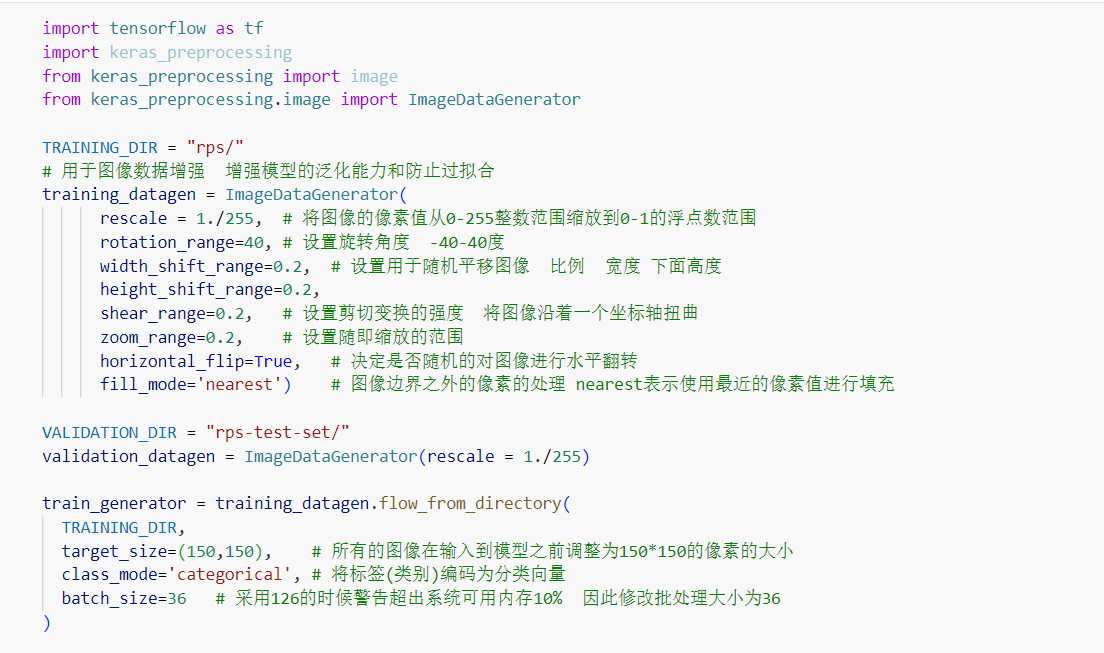 import tensorflow as tf
import keras_preprocessing
from keras_preprocessing import image
from keras_preprocessing.image import ImageDataGenerator

TRAINING_DIR = "rps/"
# 用于图像数据增强  增强模型的泛化能力和防止过拟合
training_datagen = ImageDataGenerator(
      rescale = 1./255,  # 将图像的像素值从0-255整数范围缩放到0-1的浮点数范围
      rotation_range=40, # 设置旋转角度  -40-40度
      width_shift_range=0.2,  # 设置用于随机平移图像  比例  宽度 下面高度
      height_shift_range=0.2,
      shear_range=0.2,   # 设置剪切变换的强度  将图像沿着一个坐标轴扭曲
      zoom_range=0.2,    # 设置随即缩放的范围
      horizontal_flip=True,   # 决定是否随机的对图像进行水平翻转
      fill_mode='nearest')    # 图像边界之外的像素的处理 nearest表示使用最近的像素值进行填充

VALIDATION_DIR = "rps-test-set/"
validation_datagen = ImageDataGenerator(rescale = 1./255)

train_generator = training_datagen.flow_from_directory(
  TRAINING_DIR,
  target_size=(150,150),    # 所有的图像在输入到模型之前调整为150*150的像素的大小
  class_mode='categorical', # 将标签(类别)编码为分类向量
  batch_size=36   # 采用126的时候警告超出系统可用内存10%  因此修改批处理大小为36
)